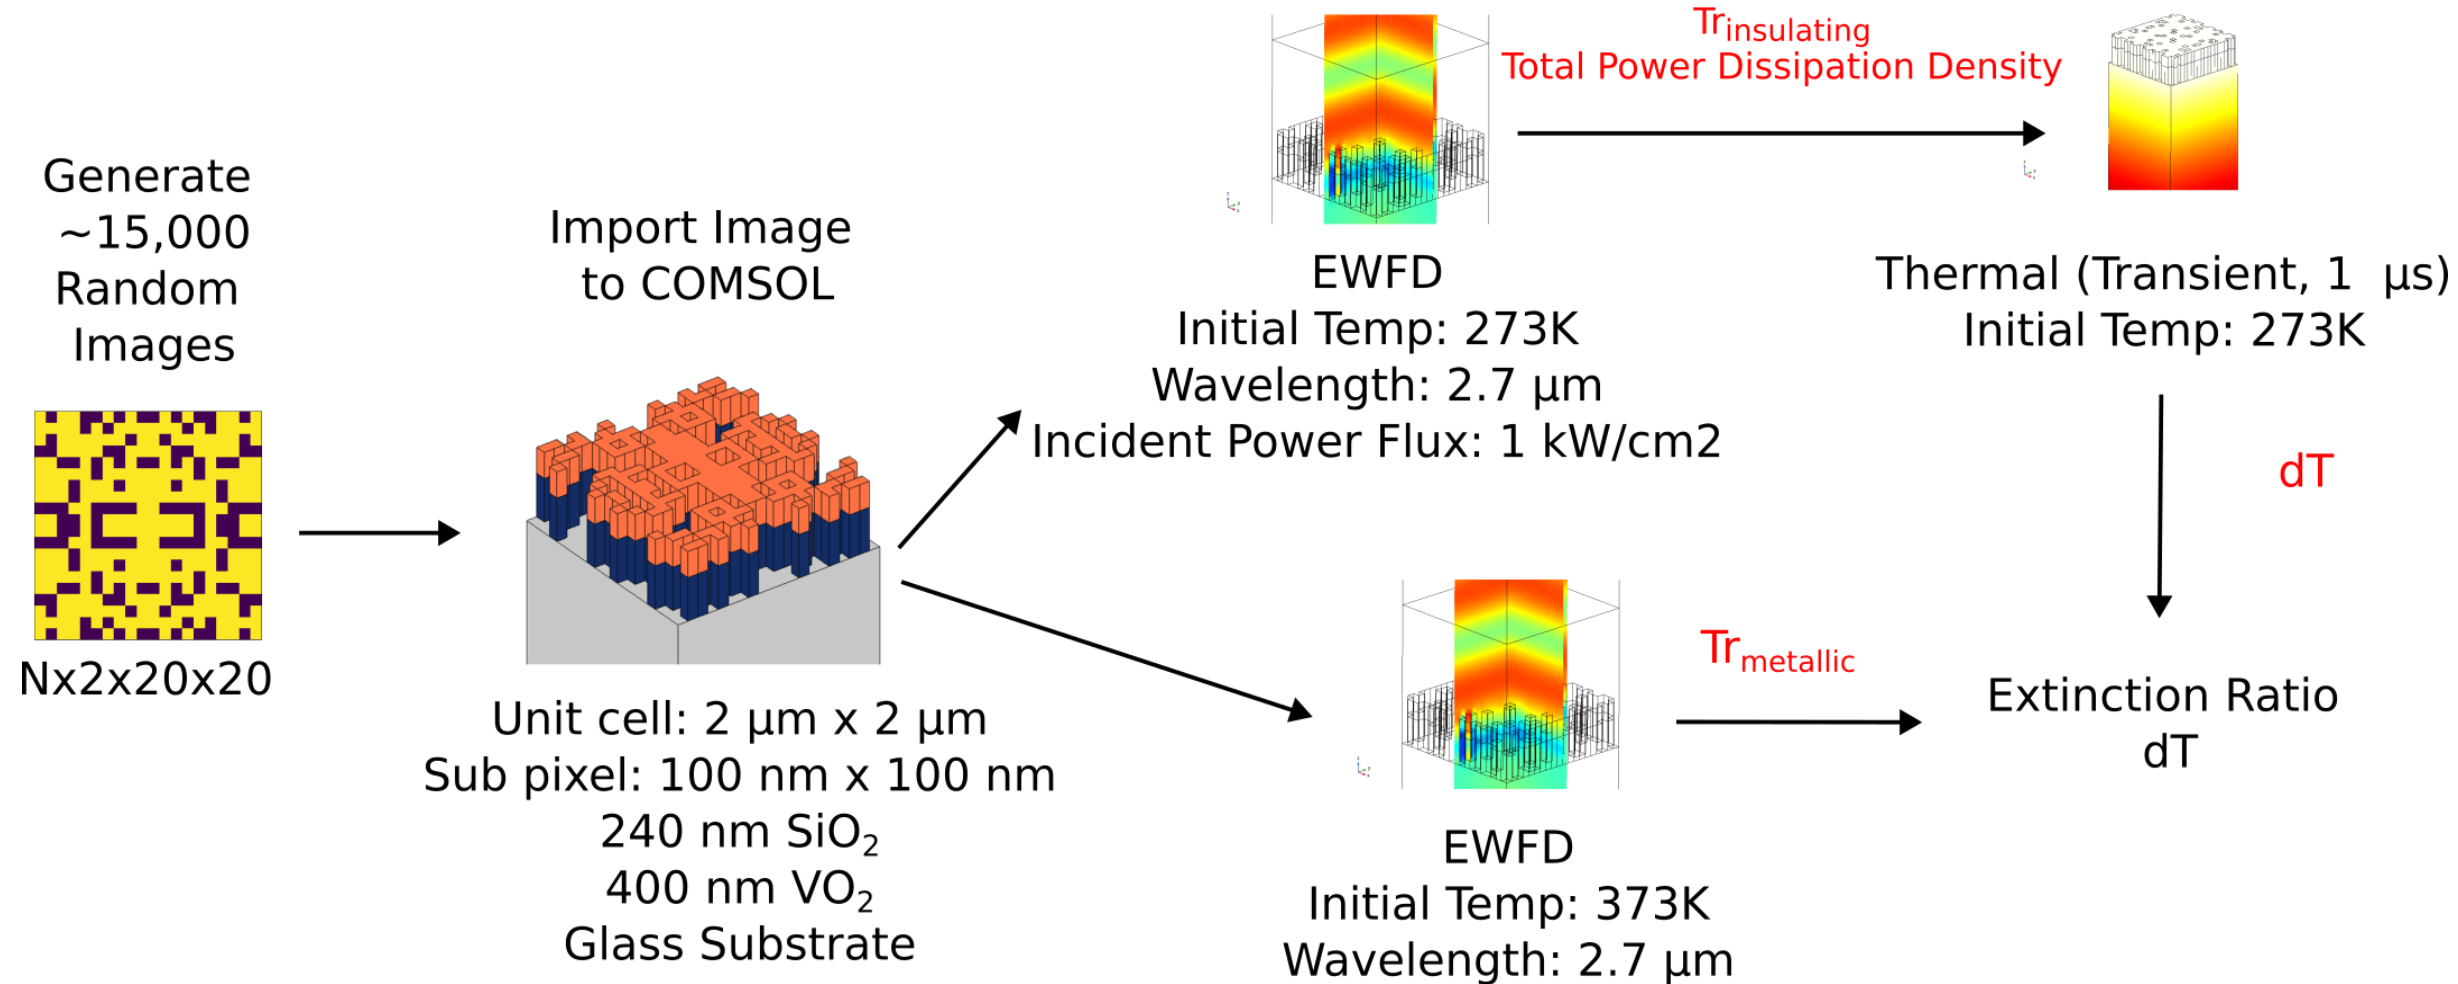 Generate
~15,000
Random
Images
Nx2x20x20
Import Image
to COMSOL
Unit cell: 2 µm x 2 µm
Sub pixel: 100 nm x 100 nm
240 nm SiO₂
400 nm VO₂
Glass Substrate
EWFD
Initial Temp: 273K
Wavelength: 2.7 µm
Incident Power Flux: 1 kW/cm2
Tr_insulating
Total Power Dissipation Density
Thermal (Transient, 1 µs)
Initial Temp: 273K
dT
EWFD
Initial Temp: 373K
Wavelength: 2.7 µm
Tr_metallic
Extinction Ratio
dT